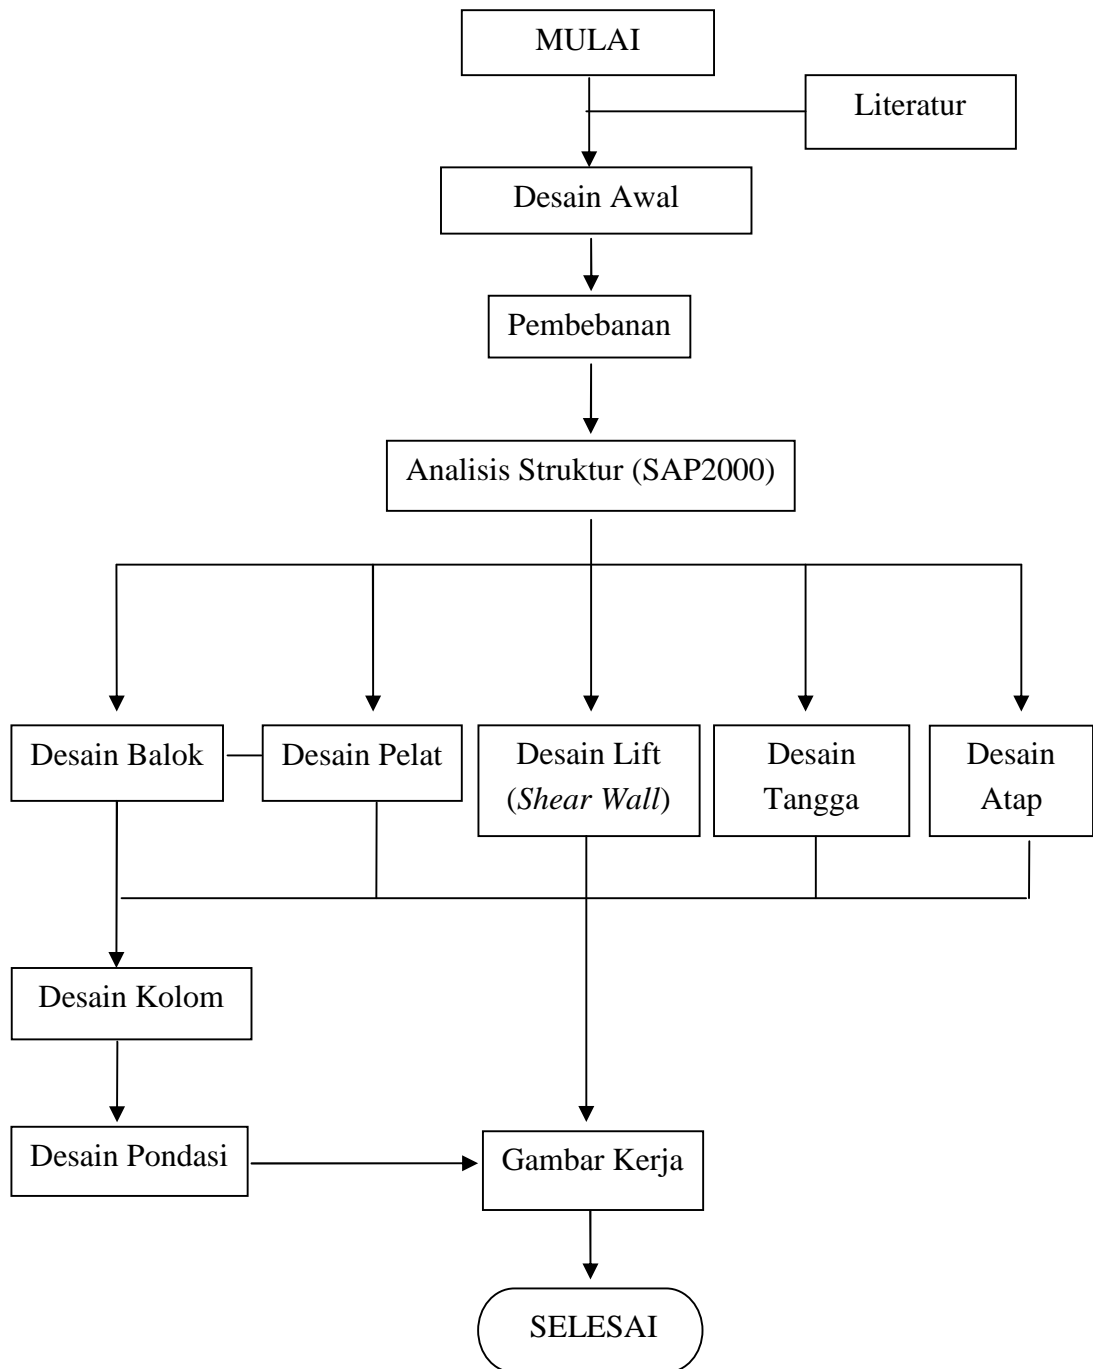 MULAI
Literatur
Desain Awal
Pembebanan
Analisis Struktur (SAP2000)
Desain Balok
Desain Pelat
Desain Lift
(Shear Wall)
Desain
Tangga
Desain
Atap
Desain Kolom
Desain Pondasi
Gambar Kerja
SELESAI